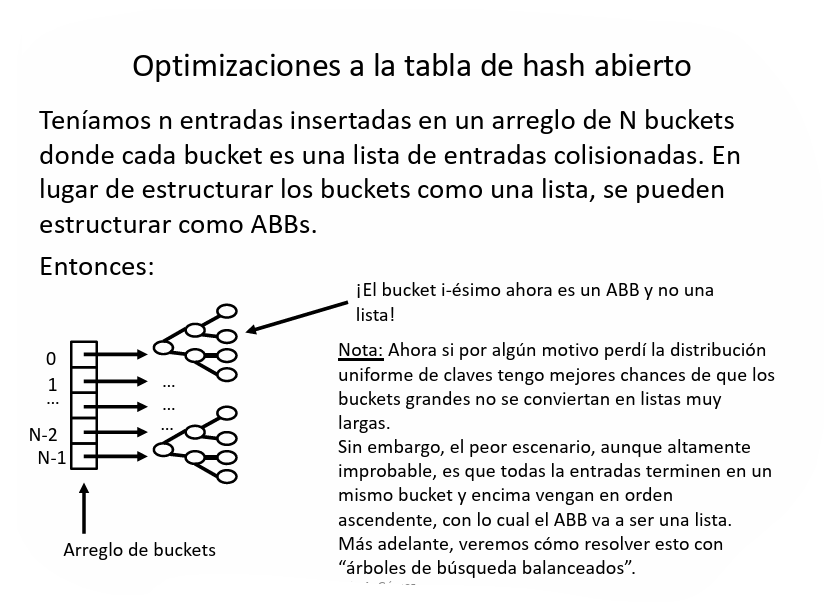 Optimizaciones a la tabla de hash abierto
Teníamos n entradas insertadas en un arreglo de N buckets
donde cada bucket es una lista de entradas colisionadas. En
lugar de estructurar los buckets como una lista, se pueden
estructurar como ABBs.
Entonces:
¡El bucket i-ésimo ahora es un ABB y no una
lista!
0
1
...
N-2
N-1
...
...
...
Arreglo de buckets
Nota: Ahora si por algún motivo perdí la distribución
uniforme de claves tengo mejores chances de que los
buckets grandes no se conviertan en listas muy
largas.
Sin embargo, el peor escenario, aunque altamente
improbable, es que todas la entradas terminen en un
mismo bucket y encima vengan en orden
ascendente, con lo cual el ABB va a ser una lista.
Más adelante, veremos cómo resolver esto con
“árboles de búsqueda balanceados”.